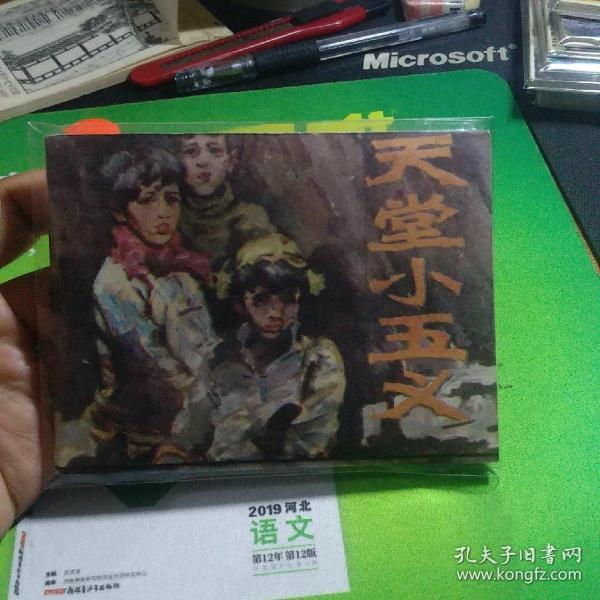 Microsoft
天堂小五义
2019 河北
语文
第12年 第12版
孔夫子旧书网
www.kongfz.com